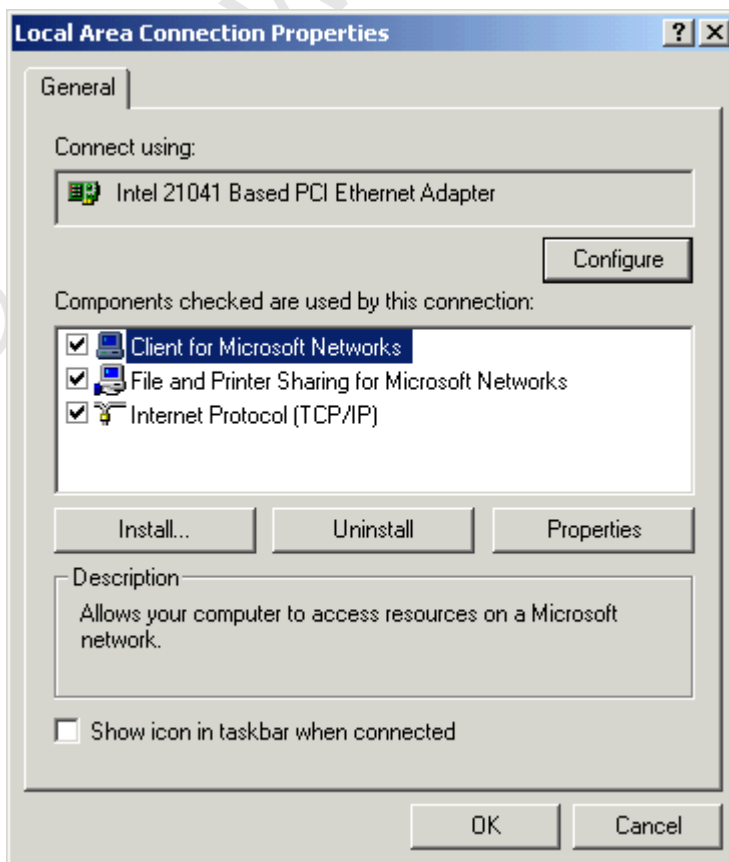 Local Area Connection Properties
General
Connect using:
Intel 21041 Based PCI Ethernet Adapter
Configure
Components checked are used by this connection:
Client for Microsoft Networks
File and Printer Sharing for Microsoft Networks
Internet Protocol (TCP/IP)
Install... Uninstall Properties
Description
Allows your computer to access resources on a Microsoft
network.
Show icon in taskbar when connected
OK Cancel